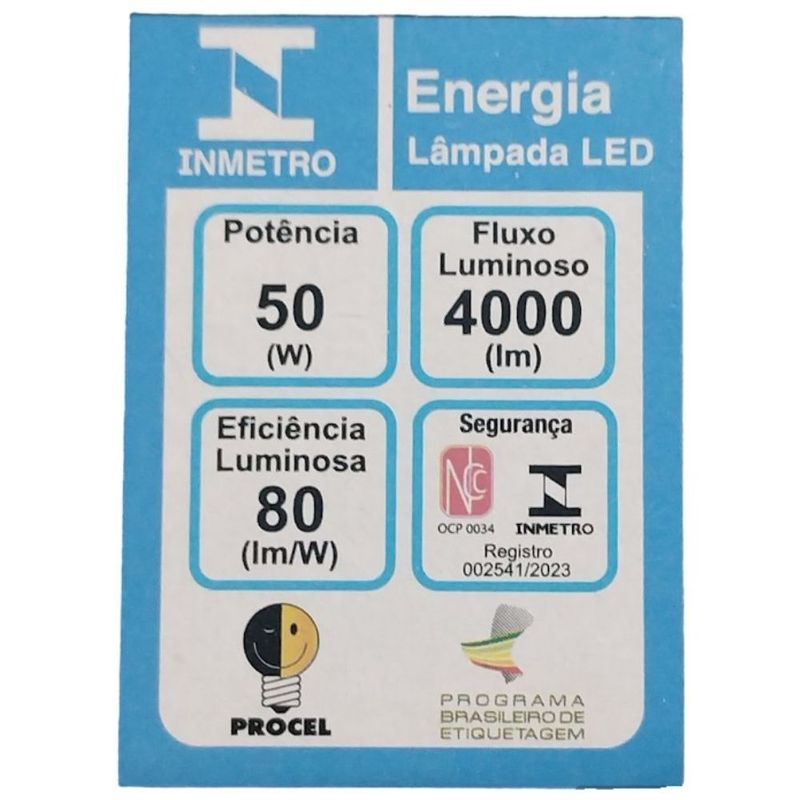 INMETRO
Energia
Lâmpada LED
Potência
50
(W)
Fluxo
Luminoso
4000
(lm)
Eficiência
Luminosa
80
(lm/W)
Segurança
NCC
OCP 0034
INMETRO
Registro
002541/2023
PROCEL
PROGRAMA
BRASILEIRO DE
ETIQUETAGEM